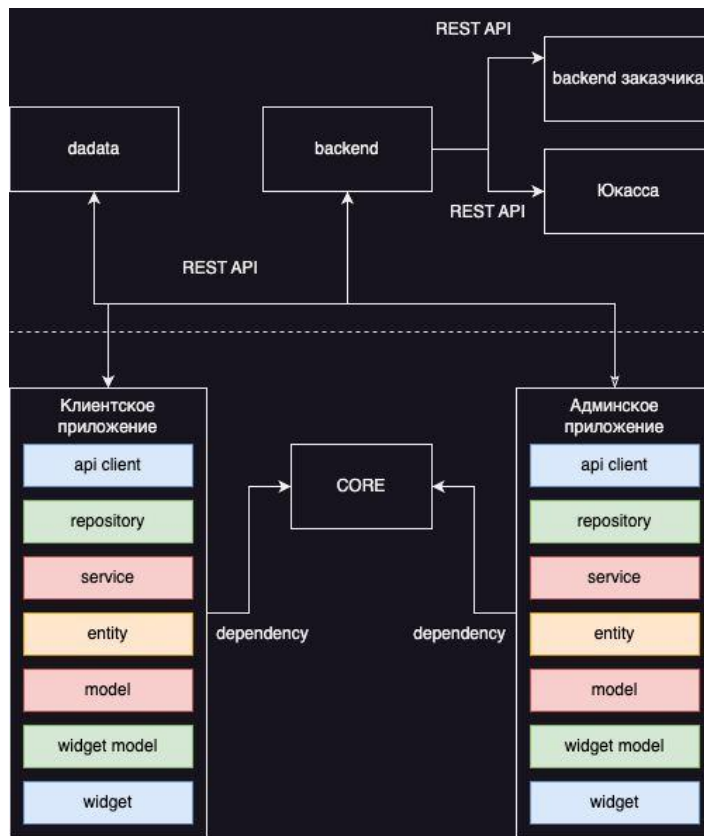 REST API
backend заказчика
dadata
backend
REST API
Юкасса
REST API
Клиентское
приложение
api client
repository
service
entity
model
widget model
widget
CORE
dependency
dependency
Админское
приложение
api client
repository
service
entity
model
widget model
widget